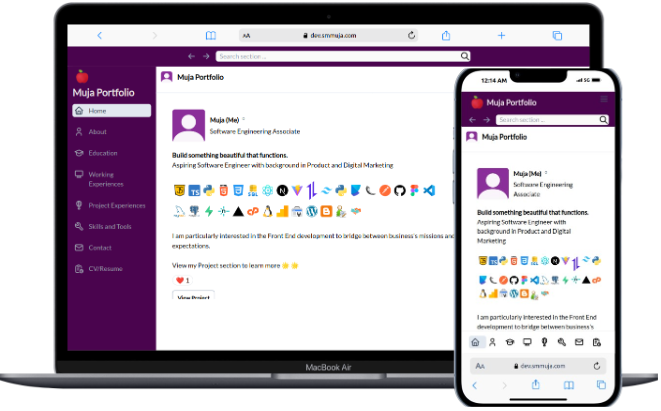 AA
dev.smmuja.com
Search section ...
Muja Portfolio
Home
About
Education
Working
Experiences
Project Experiences
Skills and Tools
Contact
CV/Resume
Muja Portfolio
Muja (Me)
Software Engineering Associate
Build something beautiful that functions.
Aspiring Software Engineer with background in Product and Digital Marketing
JS
TS
SQL
N
I am particularly interested in the Front End development to bridge between business's missions and
expectations.
View my Project section to learn more
1
View Project
MacBook Air
12:14 AM
5G
Muja Portfolio
Search section ...
Muja Portfolio
Muja (Me)
Software Engineering
Associate
Build something beautiful that functions.
Aspiring Software Engineer with
background in Product and Digital
Marketing
I am particularly interested in the Front End
development to bridge between business's
AA
dev.smmuja.com